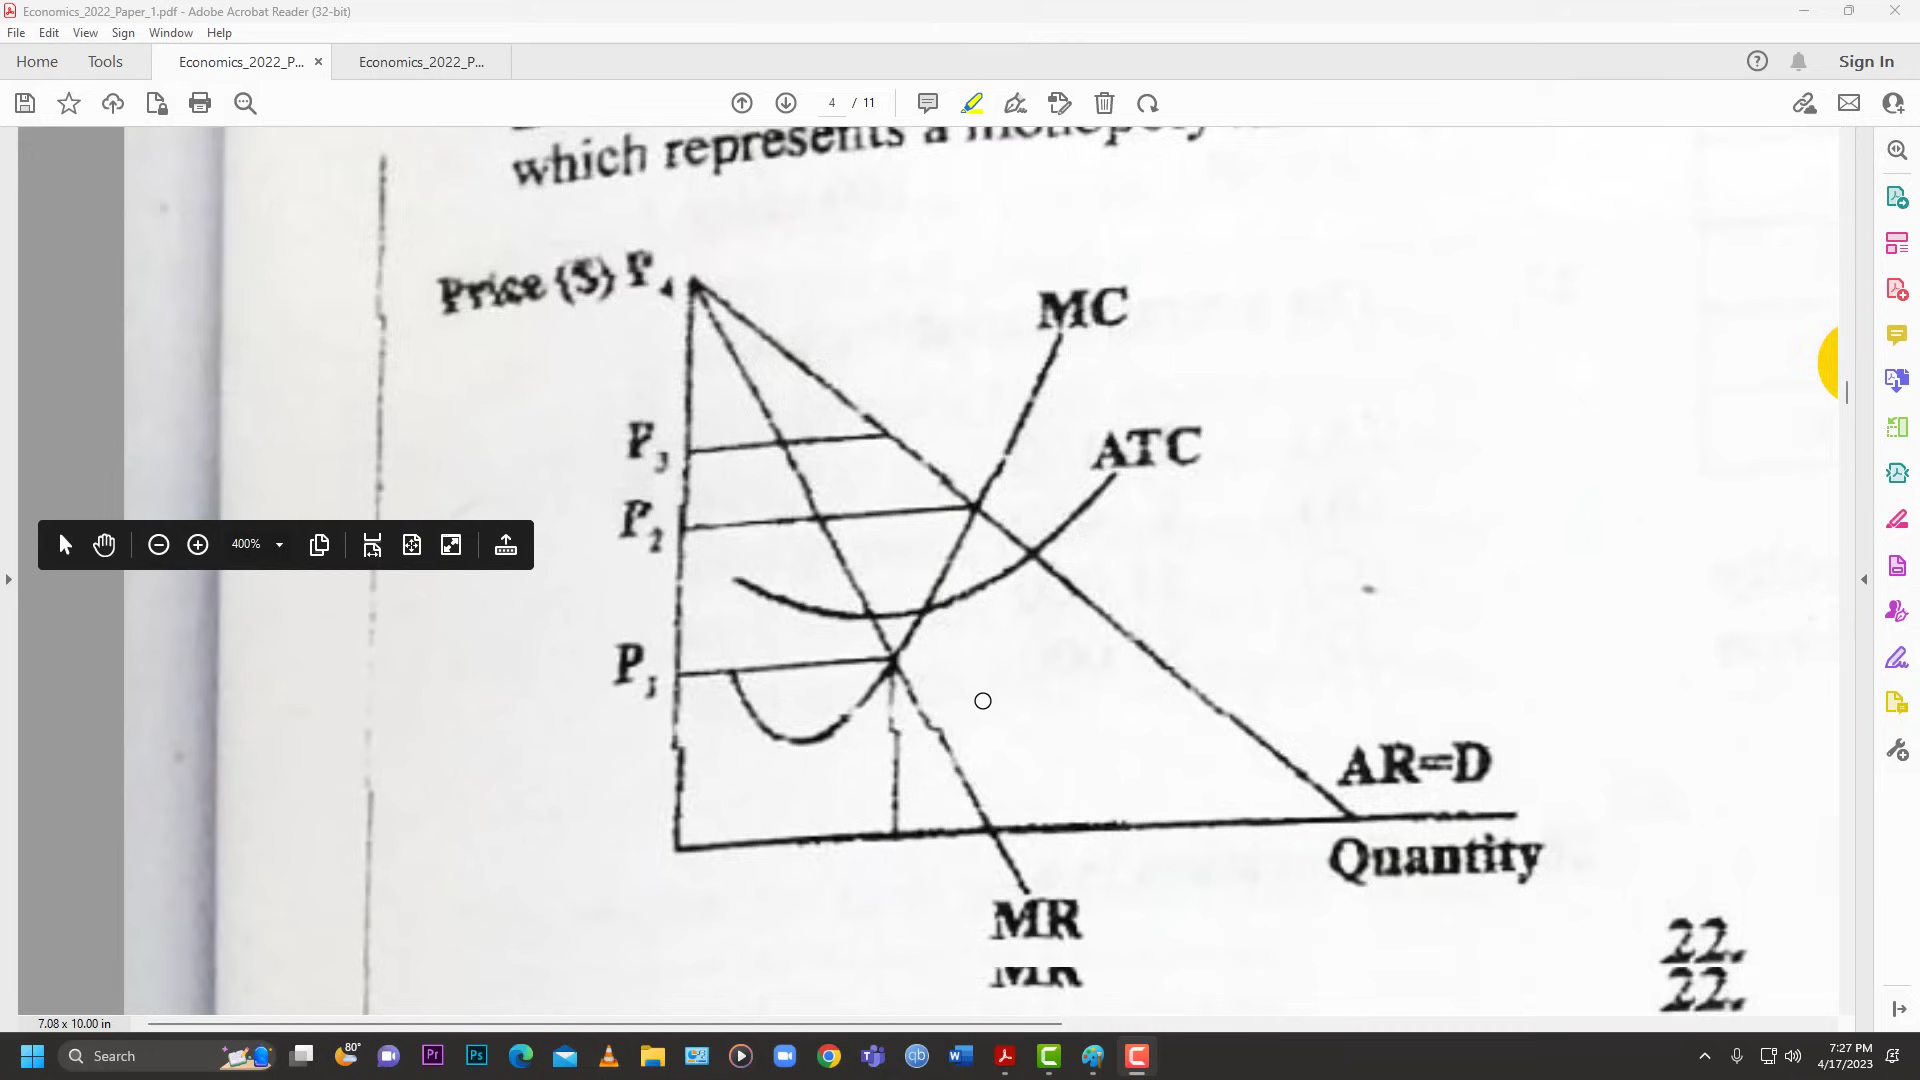 Economics_2022_Paper_1.pdf - Adobe Acrobat Reader (32-bit)
File Edit View Sign Window Help
Home Tools Economics_2022_P... × Economics_2022_P... Sign In
4 / 11
which represents a
Price ($) P4
MC
P3
ATC
P2
400%
P1
AR=D
Quantity
MR
MR
22.
22.
7.08 x 10.00 in
Search 80° 7:27 PM
4/17/2023